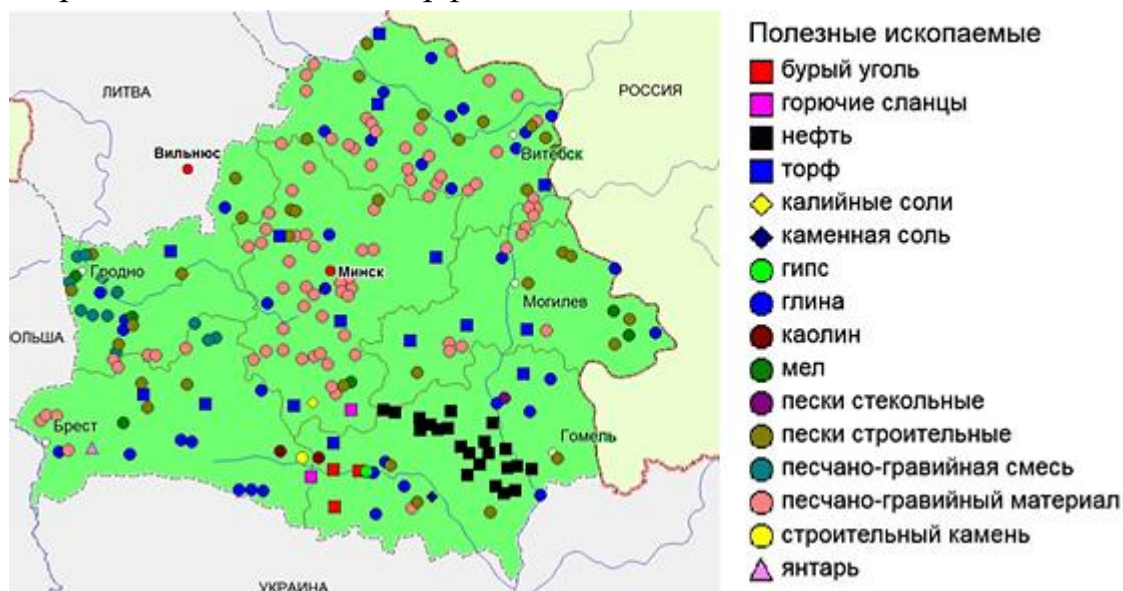 ЛИТВА
РОССИЯ
Вильнюс
Витебск
Гродно
Минск
Могилев
ОЛЬША
Брест
Гомель
УКРАИНА
Полезные ископаемые
бурый уголь
горючие сланцы
нефть
торф
калийные соли
каменная соль
гипс
глина
каолин
мел
пески стекольные
пески строительные
песчано-гравийная смесь
песчано-гравийный материал
строительный камень
янтарь